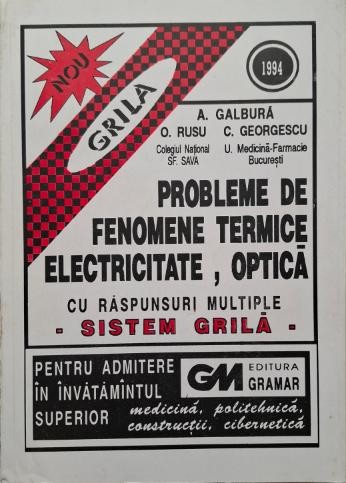 NOU
GRILA
1994
A. GALBURĂ
O. RUSU C. GEORGESCU
Colegiul Național U. Medicină-Farmacie
SF. SAVA București
PROBLEME DE
FENOMENE TERMICE
ELECTRICITATE , OPTICĂ
CU RĂSPUNSURI MULTIPLE
- SISTEM GRILĂ -
PENTRU ADMITERE
ÎN ÎNVĂTĂMÎNTUL
SUPERIOR
GM EDITURA
GRAMAR
medicină, politehnică,
construcții, cibernetică